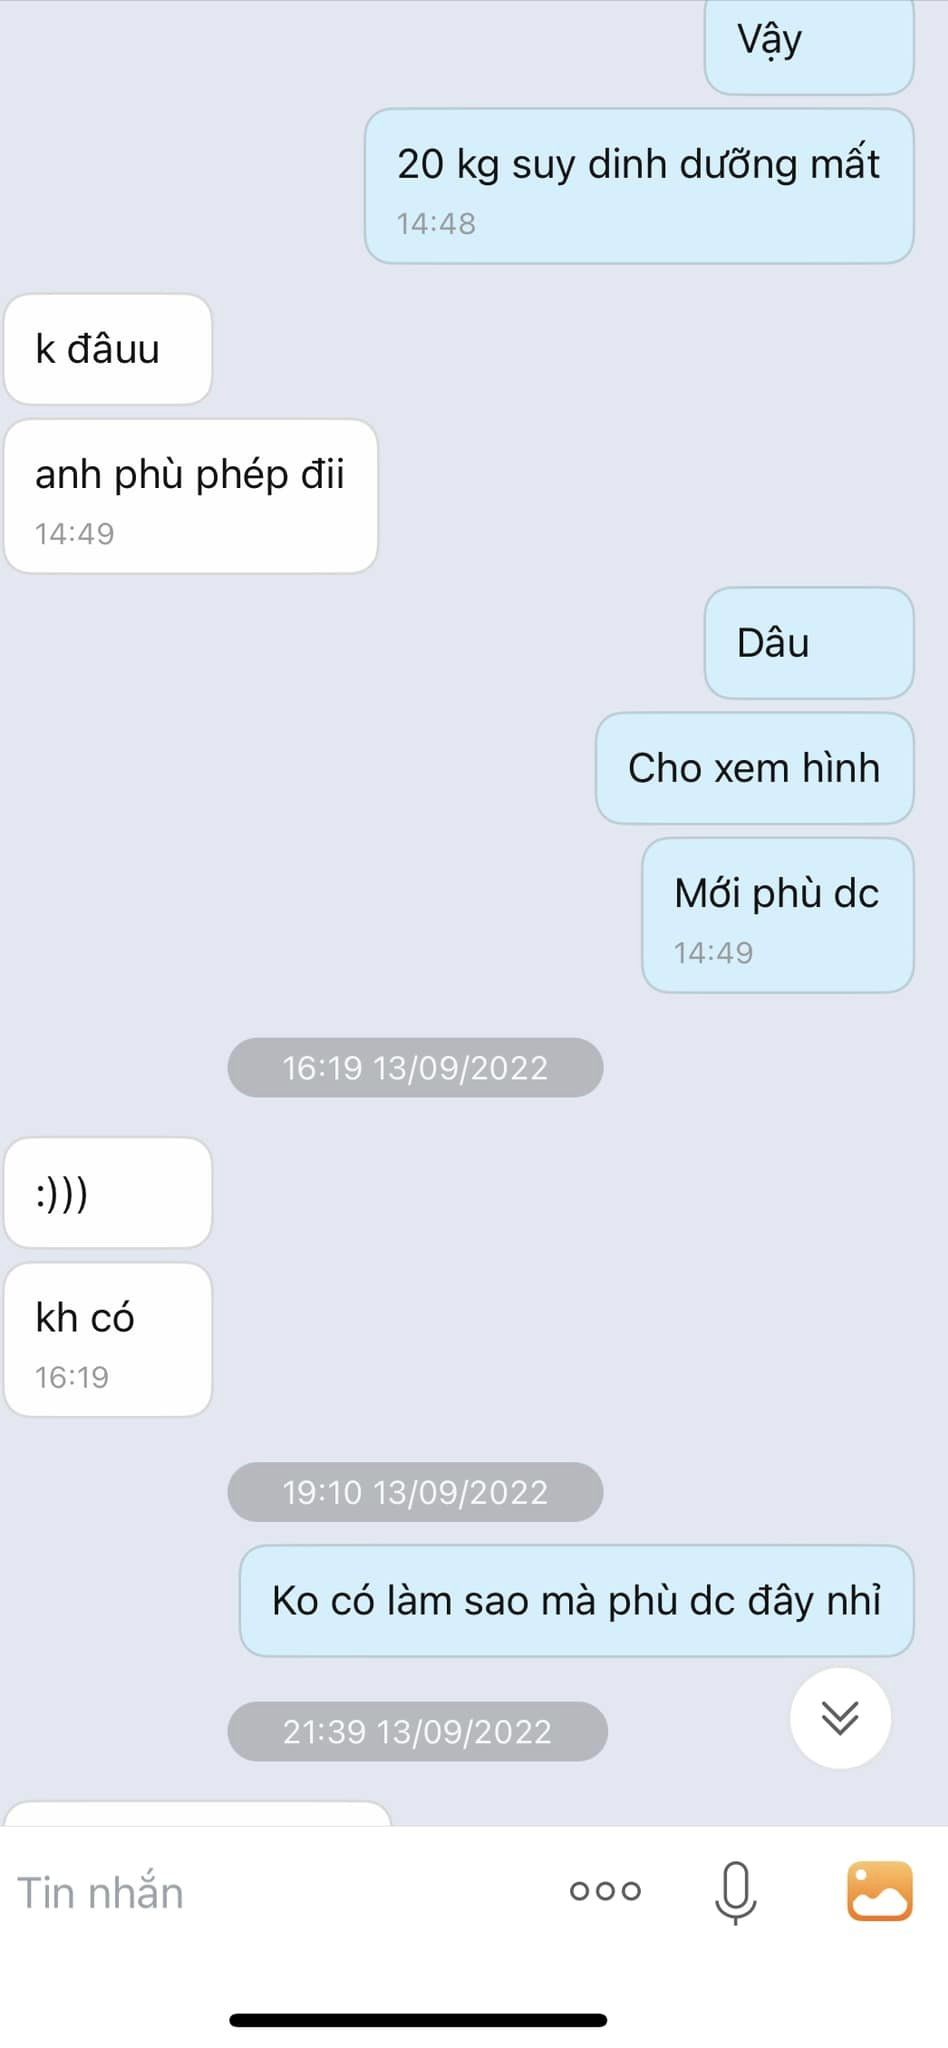 Vậy
20 kg suy dinh dưỡng mất
14:48
k đâuu
anh phù phép đii
14:49
Dâu
Cho xem hình
Mới phù dc
14:49
16:19 13/09/2022
:)))
kh có
16:19
19:10 13/09/2022
Ko có làm sao mà phù dc đây nhỉ
21:39 13/09/2022
Tin nhắn